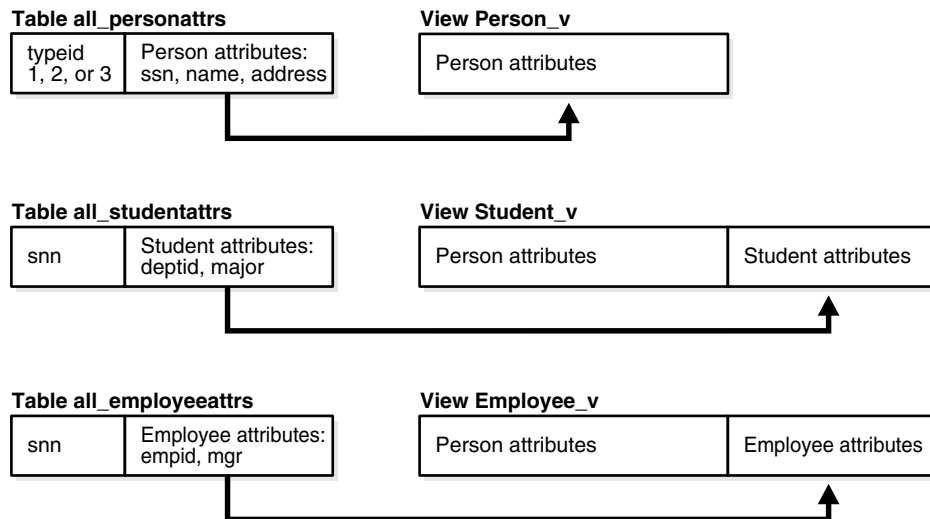 Table all_personattrs
View Person_v
typeid
1, 2, or 3
Person attributes:
ssn, name, address
Person attributes
Table all_studentattrs
View Student_v
snn
Student attributes:
deptid, major
Person attributes
Student attributes
Table all_employeeattrs
View Employee_v
snn
Employee attributes:
empid, mgr
Person attributes
Employee attributes